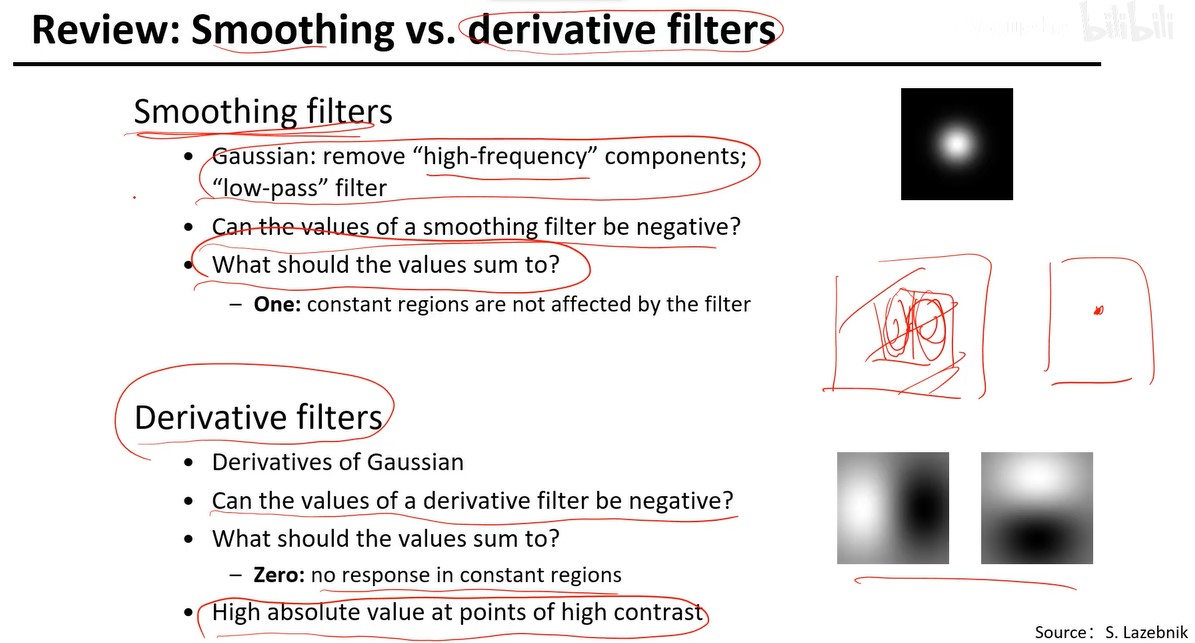 Review: Smoothing vs. derivative filters
bilibili
Smoothing filters
• Gaussian: remove “high-frequency” components;
“low-pass” filter
• Can the values of a smoothing filter be negative?
• What should the values sum to?
– One: constant regions are not affected by the filter
Derivative filters
• Derivatives of Gaussian
• Can the values of a derivative filter be negative?
• What should the values sum to?
– Zero: no response in constant regions
• High absolute value at points of high contrast
Source： S. Lazebnik